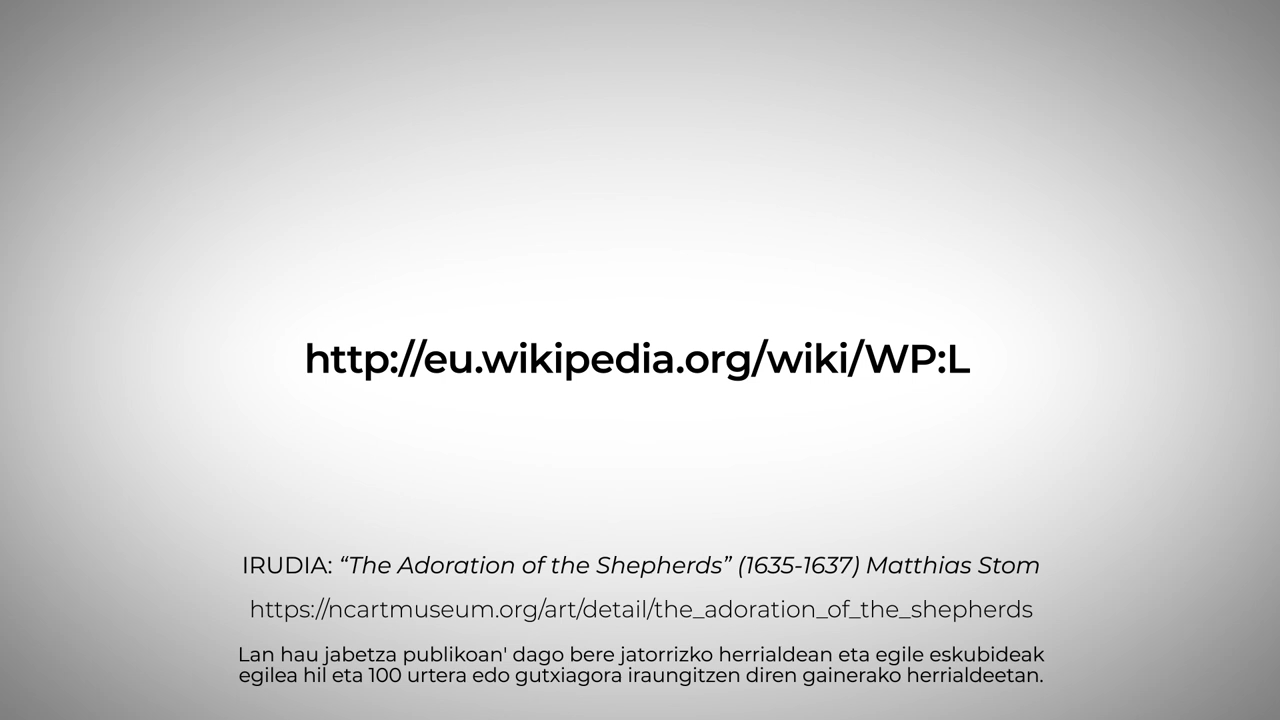 http://eu.wikipedia.org/wiki/WP:L
IRUDIA: “The Adoration of the Shepherds” (1635-1637) Matthias Stom
https://ncartmuseum.org/art/detail/the_adoration_of_the_shepherds
Lan hau jabetza publikoan' dago bere jatorrizko herrialdean eta egile eskubideak
egilea hil eta 100 urtera edo gutxiagora iraungitzen diren gainerako herrialdeetan.